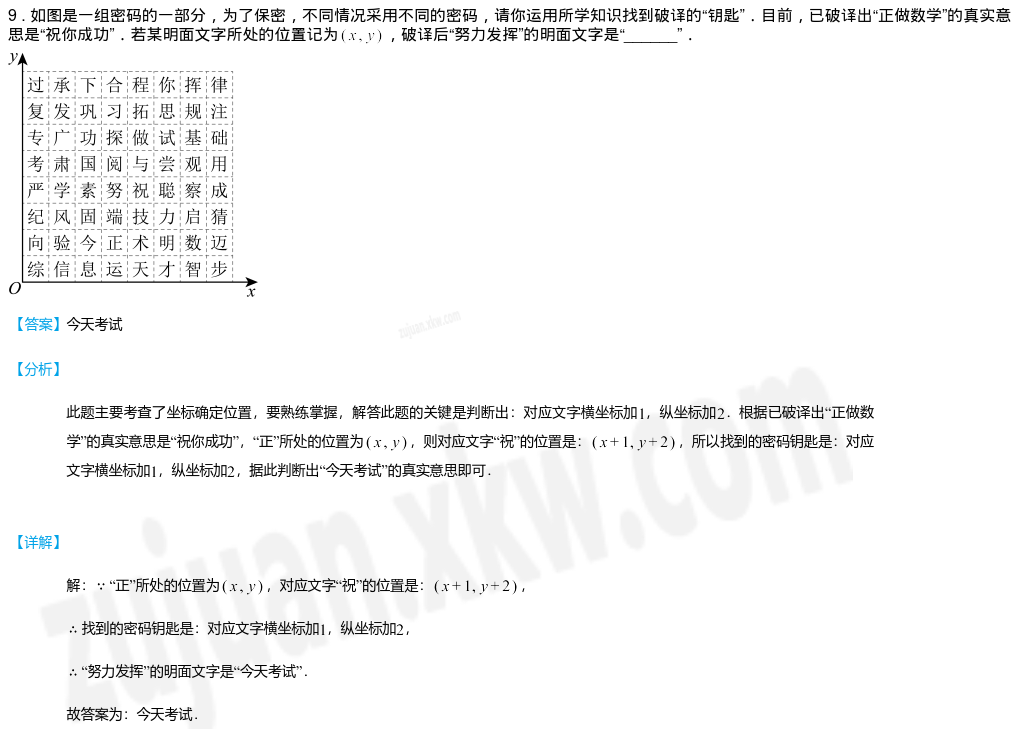 9．如图是一组密码的一部分，为了保密，不同情况采用不同的密码，请你运用所学知识找到破译的“钥匙”．目前，已破译出“正做数学”的真实意
思是“祝你成功”．若某明面文字所处的位置记为(x, y)，破译后“努力发挥”的明面文字是“______”．
y
过承下合程你挥律
复发巩习拓思规注
专广功探做试基础
考肃国阅与尝观用
严学素努祝聪察成
纪风固端技力启猜
向验今正术明数迈
综信息运天才智步
O x
【答案】今天考试
zujuan.xkw.com
【分析】
此题主要考查了坐标确定位置，要熟练掌握，解答此题的关键是判断出：对应文字横坐标加1，纵坐标加2．根据已破译出“正做数
学”的真实意思是“祝你成功”，“正”所处的位置为(x, y)，则对应文字“祝”的位置是：(x+1, y+2)，所以找到的密码钥匙是：对应
文字横坐标加1，纵坐标加2，据此判断出“今天考试”的真实意思即可．
【详解】
解：∵“正”所处的位置为(x, y)，对应文字“祝”的位置是：(x+1, y+2)，
∴找到的密码钥匙是：对应文字横坐标加1，纵坐标加2，
∴“努力发挥”的明面文字是“今天考试”．
故答案为：今天考试．
zujuan.xkw.com